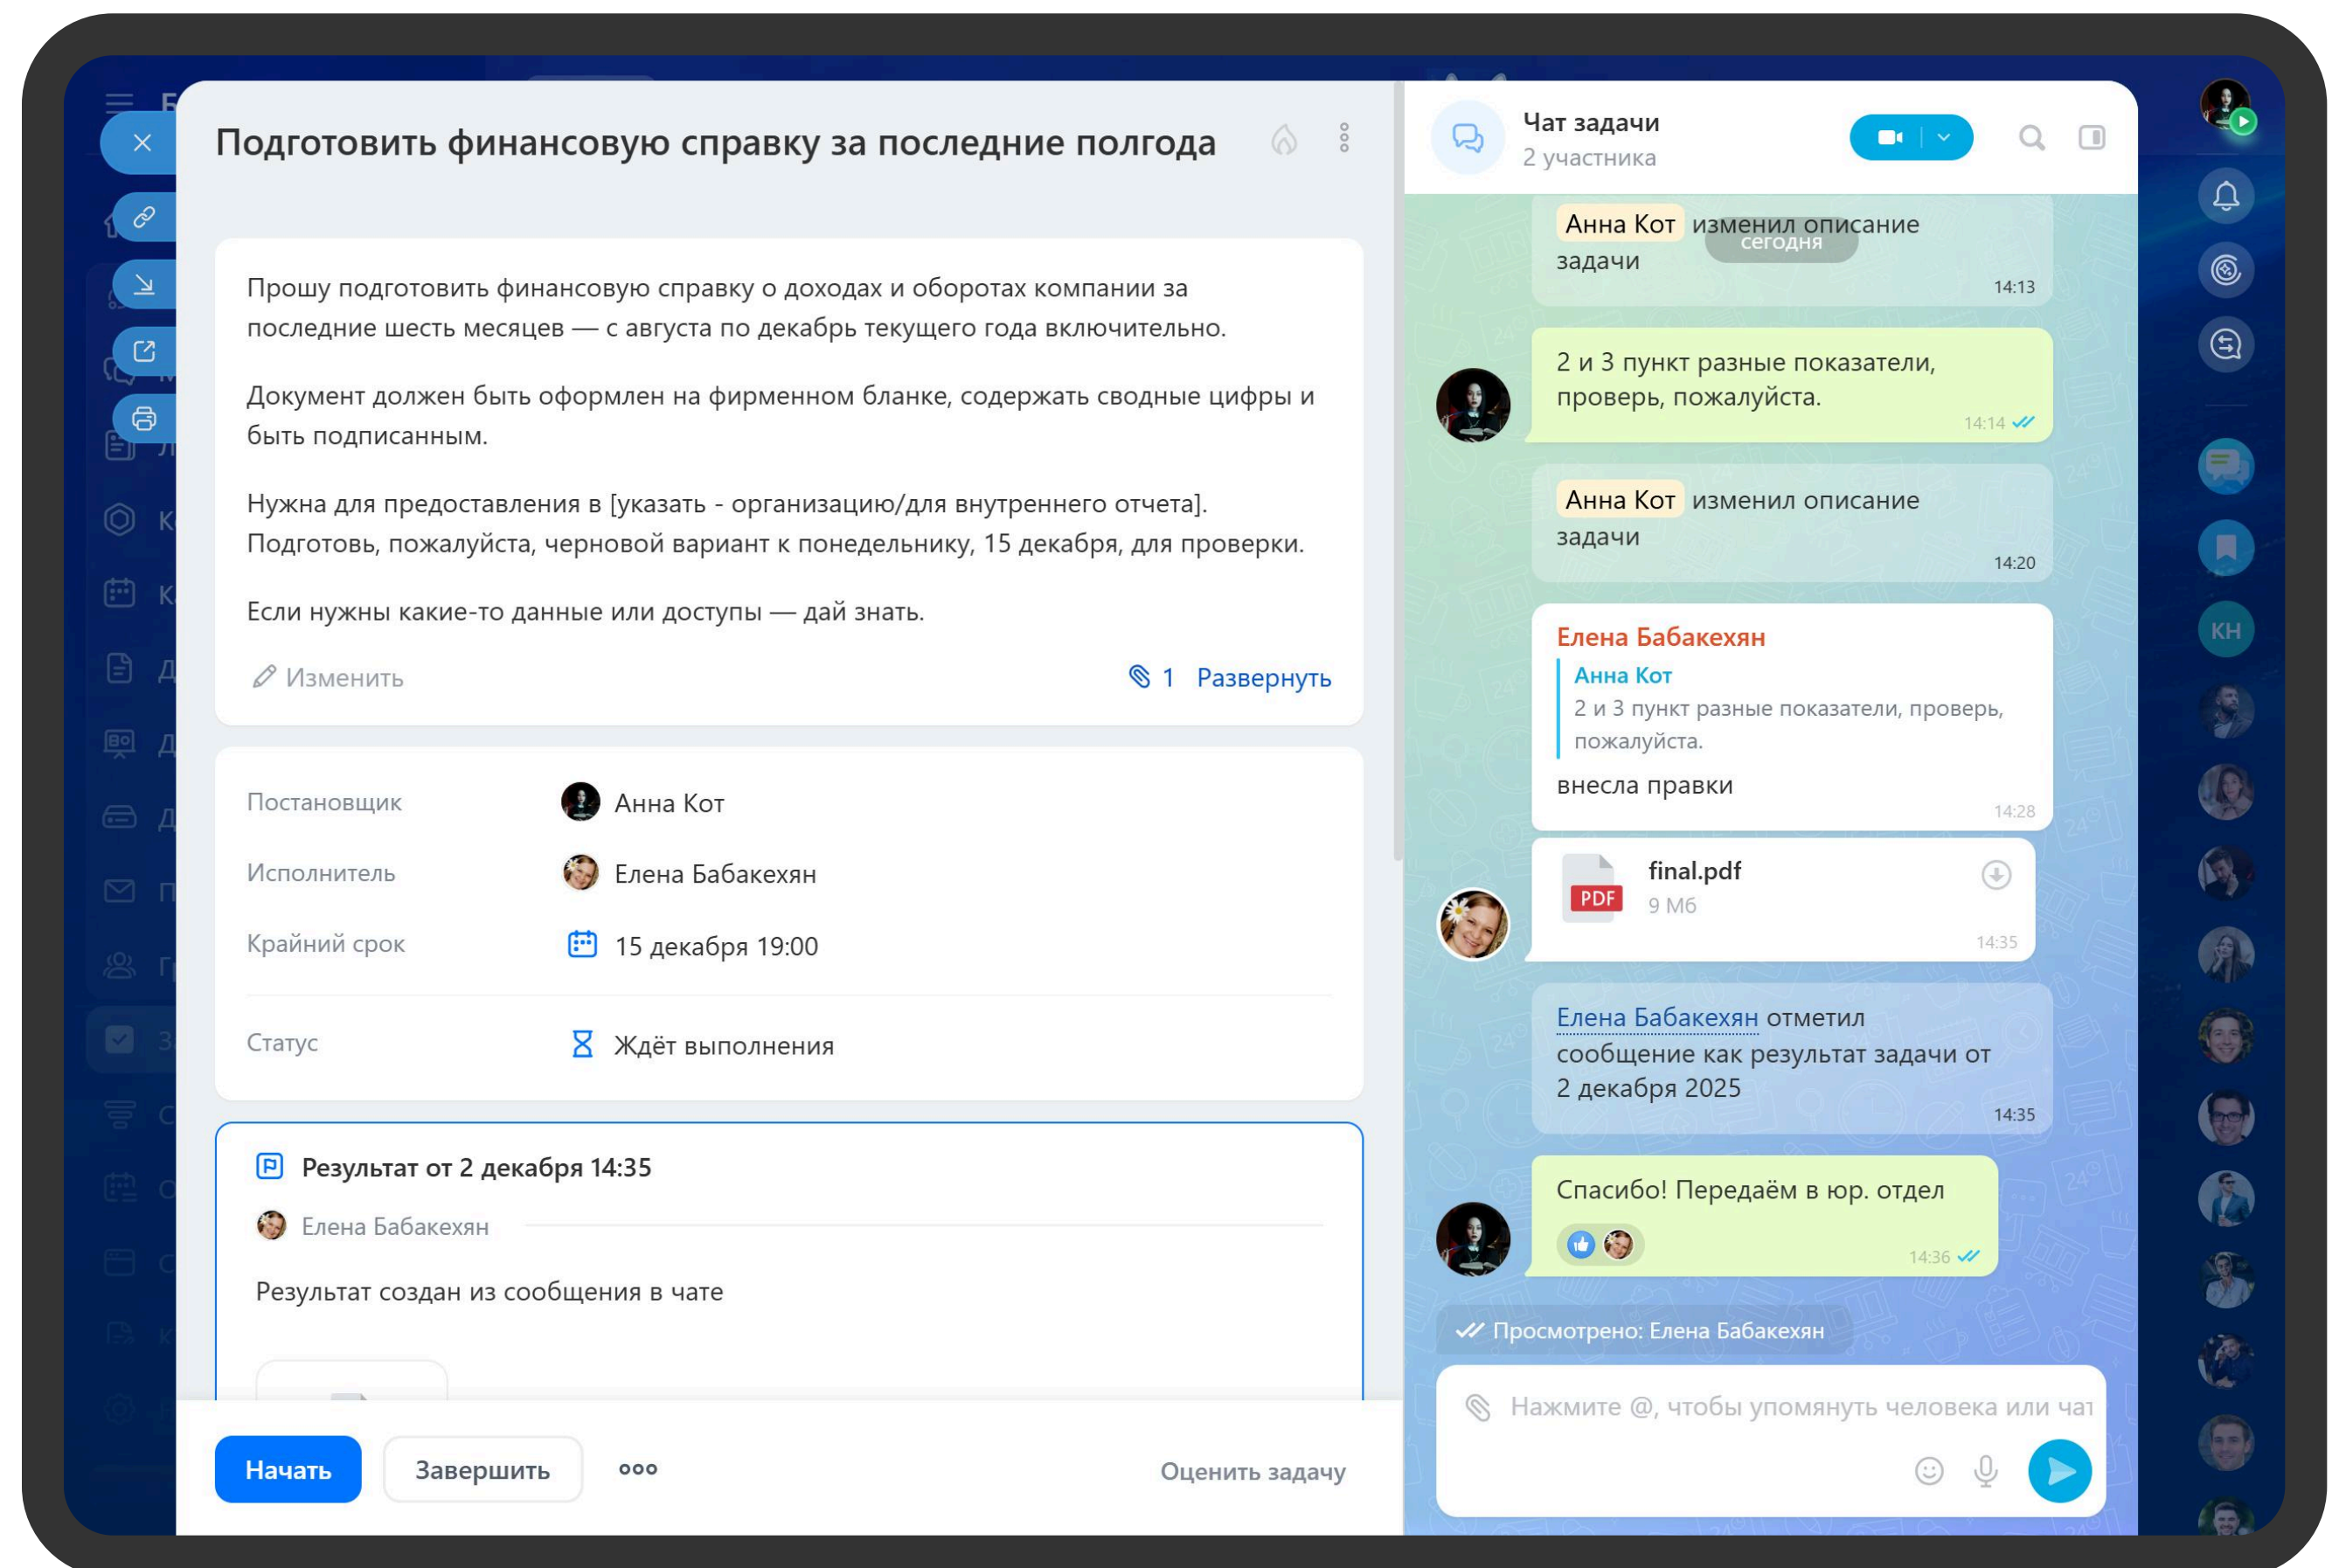 Подготовить финансовую справку за последние полгода
Прошу подготовить финансовую справку о доходах и оборотах компании за
последние шесть месяцев — с августа по декабрь текущего года включительно.
Документ должен быть оформлен на фирменном бланке, содержать сводные цифры и
быть подписанным.
Нужна для предоставления в [указать - организацию/для внутреннего отчета].
Подготовь, пожалуйста, черновой вариант к понедельнику, 15 декабря, для проверки.
Если нужны какие-то данные или доступы — дай знать.
Изменить
1 Развернуть
Постановщик
Анна Кот
Исполнитель
Елена Бабакехян
Крайний срок
15 декабря 19:00
Статус
Ждёт выполнения
Результат от 2 декабря 14:35
Елена Бабакехян
Результат создан из сообщения в чате
Начать
Завершить
Оценить задачу
Чат задачи
2 участника
Анна Кот изменил описание
сегодня
задачи
14:13
2 и 3 пункт разные показатели,
проверь, пожалуйста.
14:14
Анна Кот изменил описание
задачи
14:20
Елена Бабакехян
Анна Кот
2 и 3 пункт разные показатели, проверь,
пожалуйста.
внесла правки
14:28
final.pdf
PDF
9 Мб
14:35
Елена Бабакехян отметил
сообщение как результат задачи от
2 декабря 2025
14:35
Спасибо! Передаём в юр. отдел
14:36
Просмотрено: Елена Бабакехян
Нажмите @, чтобы упомянуть человека или чат
КН